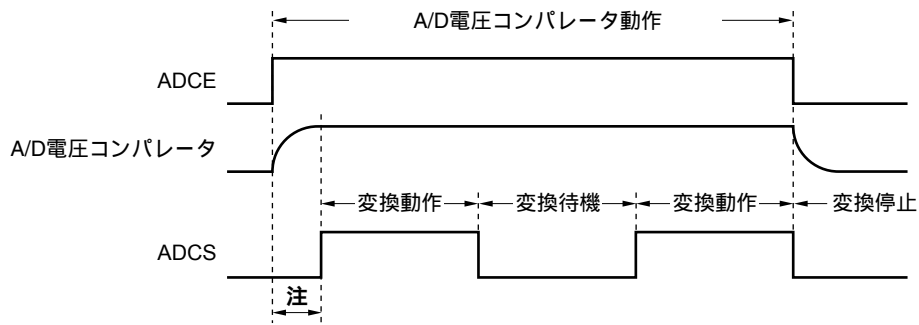 A/D電圧コンパレータ動作
ADCE
A/D電圧コンパレータ
変換動作 変換待機 変換動作 変換停止
ADCS
注